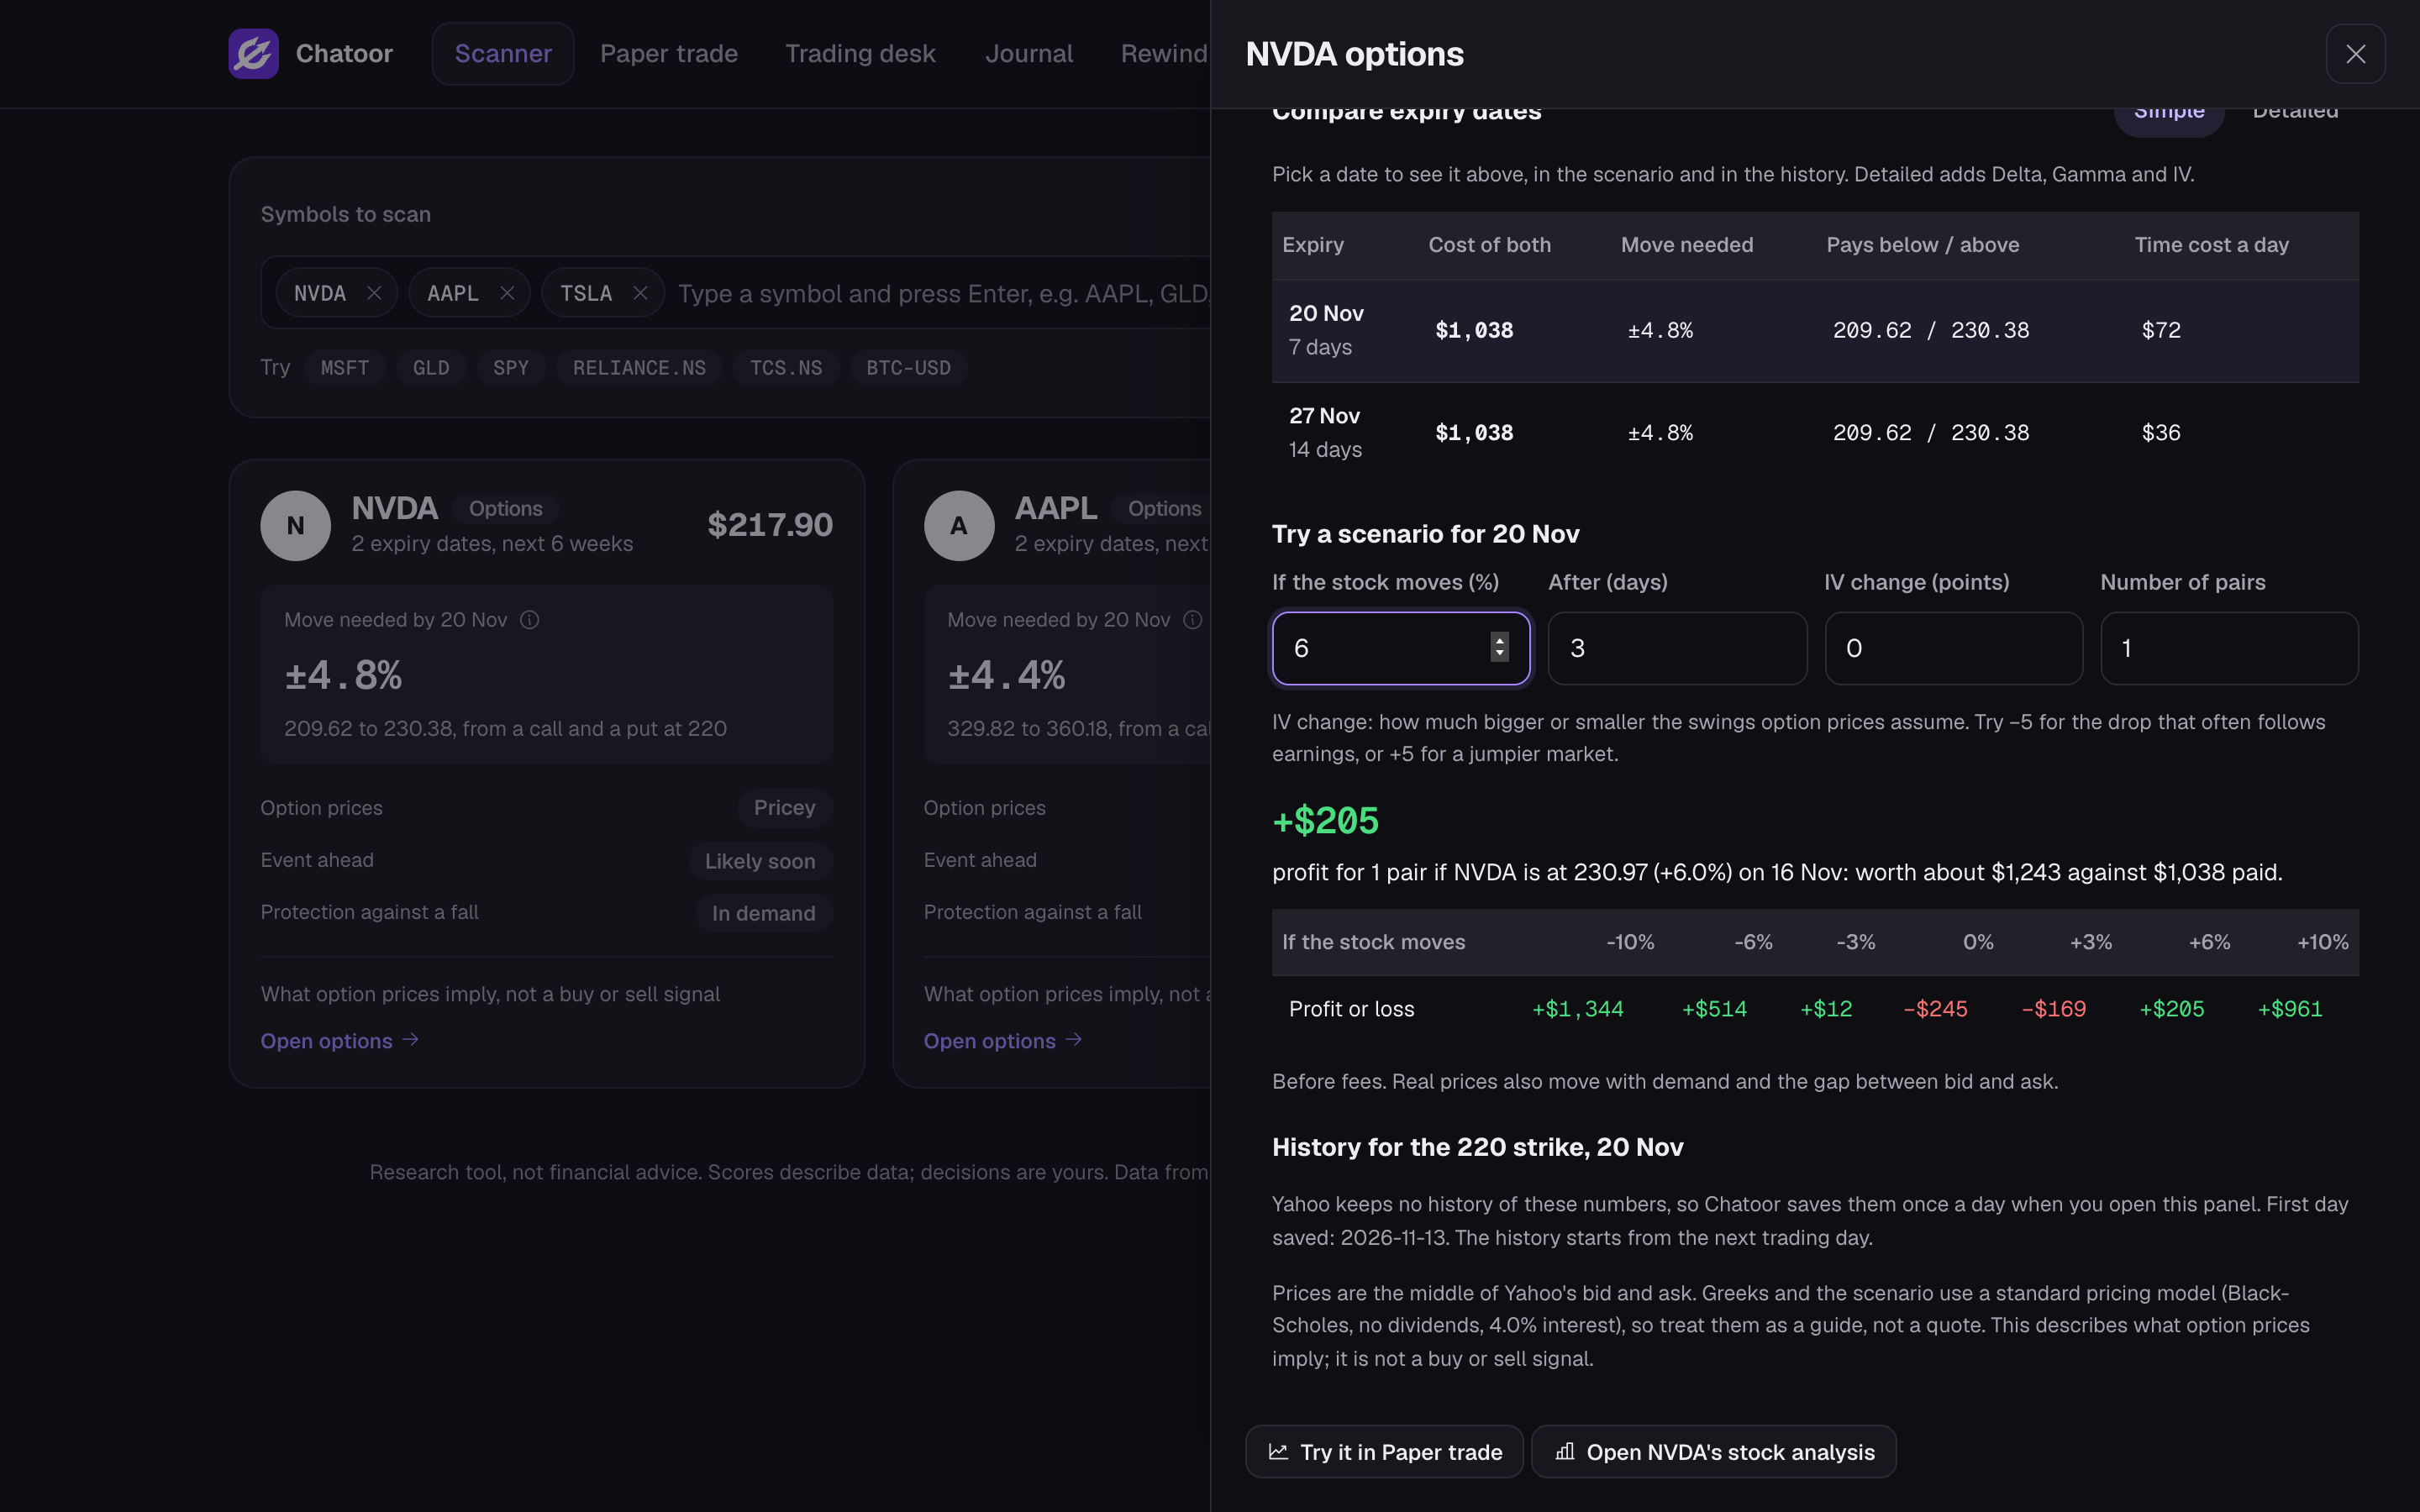 Chatoor
Scanner
Paper trade
Trading desk
Journal
Rewind
Symbols to scan
NVDA
AAPL
TSLA
Type a symbol and press Enter, e.g. AAPL, GLD,
Try
MSFT
GLD
SPY
RELIANCE.NS
TCS.NS
BTC-USD
N
NVDA
Options
2 expiry dates, next 6 weeks
$217.90
Move needed by 20 Nov
±4.8%
209.62 to 230.38, from a call and a put at 220
Option prices
Pricey
Event ahead
Likely soon
Protection against a fall
In demand
What option prices imply, not a buy or sell signal
Open options →
A
AAPL
Options
2 expiry dates, next
Move needed by 20 Nov
±4.4%
329.82 to 360.18, from a cal
Option prices
Event ahead
Protection against a fall
What option prices imply, not a
Open options →
Research tool, not financial advice. Scores describe data; decisions are yours. Data from
NVDA options
Compare expiry dates
Simple
Detailed
Pick a date to see it above, in the scenario and in the history. Detailed adds Delta, Gamma and IV.
Expiry Cost of both Move needed Pays below / above Time cost a day
20 Nov
7 days
$1,038 ±4.8% 209.62 / 230.38 $72
27 Nov
14 days
$1,038 ±4.8% 209.62 / 230.38 $36
Try a scenario for 20 Nov
If the stock moves (%) After (days) IV change (points) Number of pairs
6 3 0 1
IV change: how much bigger or smaller the swings option prices assume. Try −5 for the drop that often follows
earnings, or +5 for a jumpier market.
+$205
profit for 1 pair if NVDA is at 230.97 (+6.0%) on 16 Nov: worth about $1,243 against $1,038 paid.
If the stock moves -10% -6% -3% 0% +3% +6% +10%
Profit or loss +$1,344 +$514 +$12 −$245 −$169 +$205 +$961
Before fees. Real prices also move with demand and the gap between bid and ask.
History for the 220 strike, 20 Nov
Yahoo keeps no history of these numbers, so Chatoor saves them once a day when you open this panel. First day
saved: 2026-11-13. The history starts from the next trading day.
Prices are the middle of Yahoo's bid and ask. Greeks and the scenario use a standard pricing model (Black-
Scholes, no dividends, 4.0% interest), so treat them as a guide, not a quote. This describes what option prices
imply; it is not a buy or sell signal.
Try it in Paper trade
Open NVDA's stock analysis